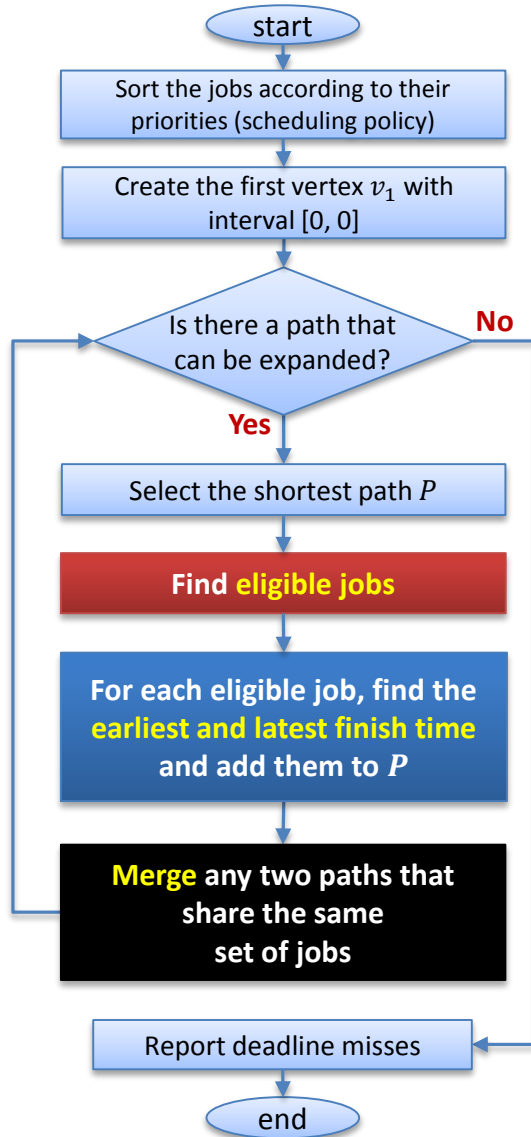 start
Sort the jobs according to their
priorities (scheduling policy)
Create the first vertex 𝑣₁ with
interval [0, 0]
Is there a path that
can be expanded?
No
Yes
Select the shortest path 𝑃
Find eligible jobs
For each eligible job, find the
earliest and latest finish time
and add them to 𝑷
Merge any two paths that
share the same
set of jobs
Report deadline misses
end